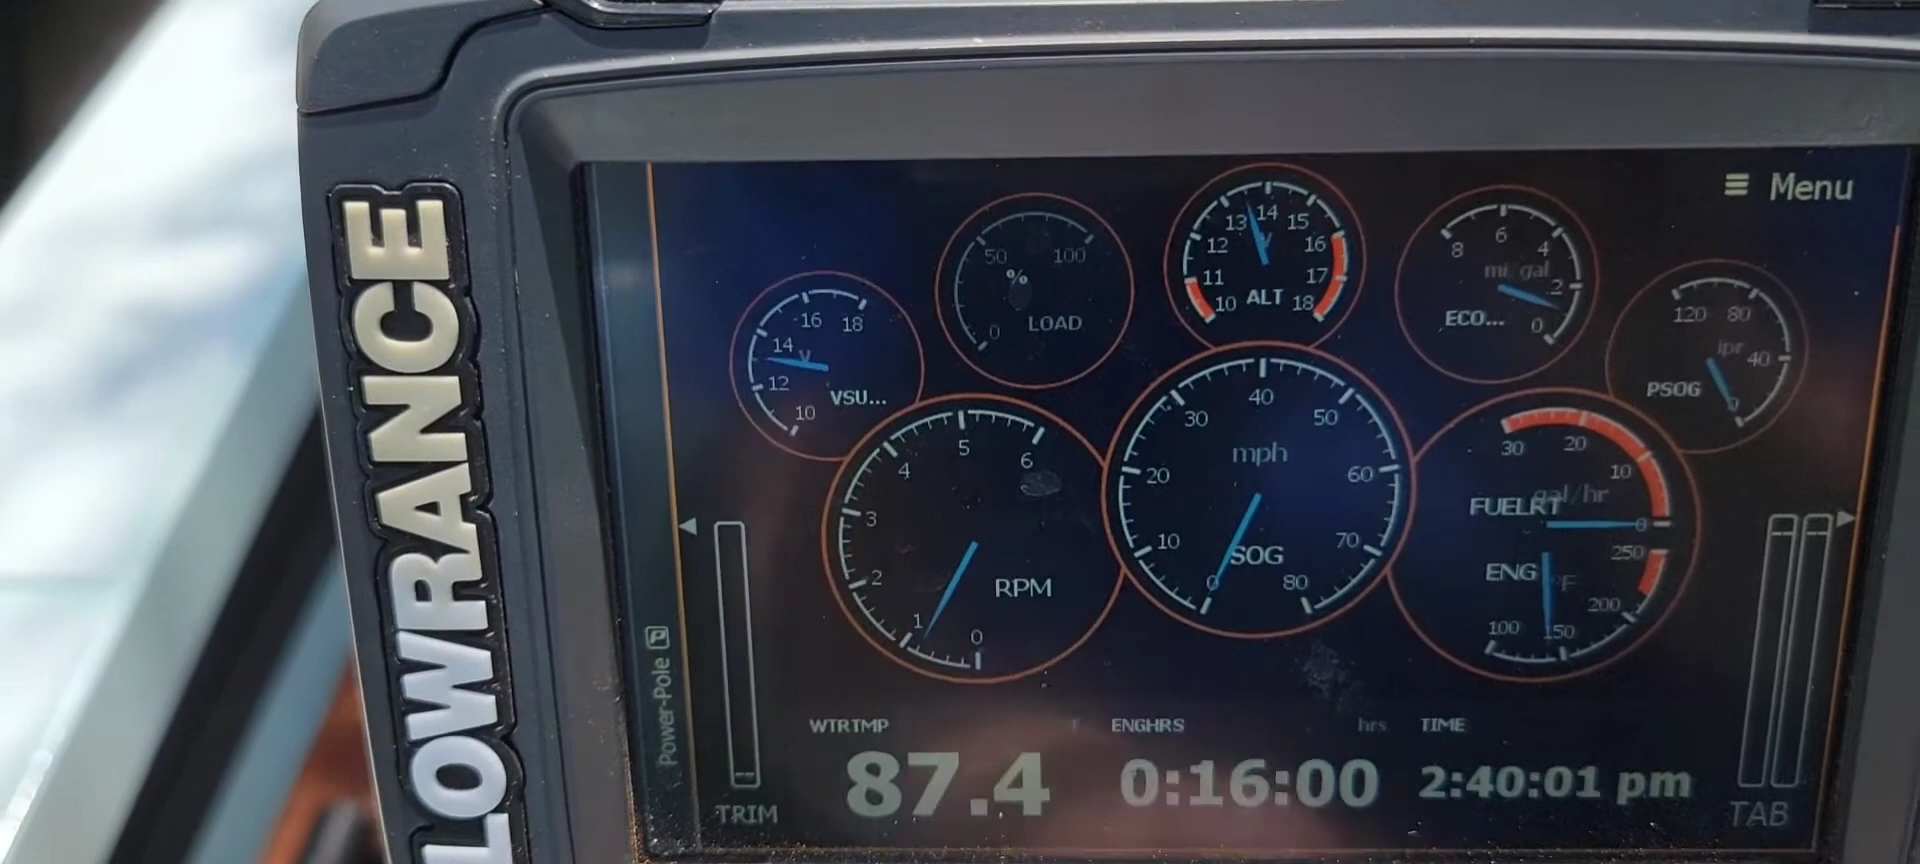 LOWRANCE
Menu
16 18
14 V
12
10
VSU...
50 100
%
0
LOAD
13 14 15
12 V 16
11 17
10 ALT 18
8 6 4
mi gal
2
ECO...
0
120 80
ipr 40
PSOG
0
5
4 6
3
2
RPM
1 0
40
30 50
mph
20 60
10 70
SOG
0 80
30 20
10
gal/hr
FUELRT
0
250
ENG °F
200
100 150
Power-Pole P
TRIM
WTRTMP
87.4
ENGHRS hrs
0:16:00
TIME
2:40:01 pm
TAB